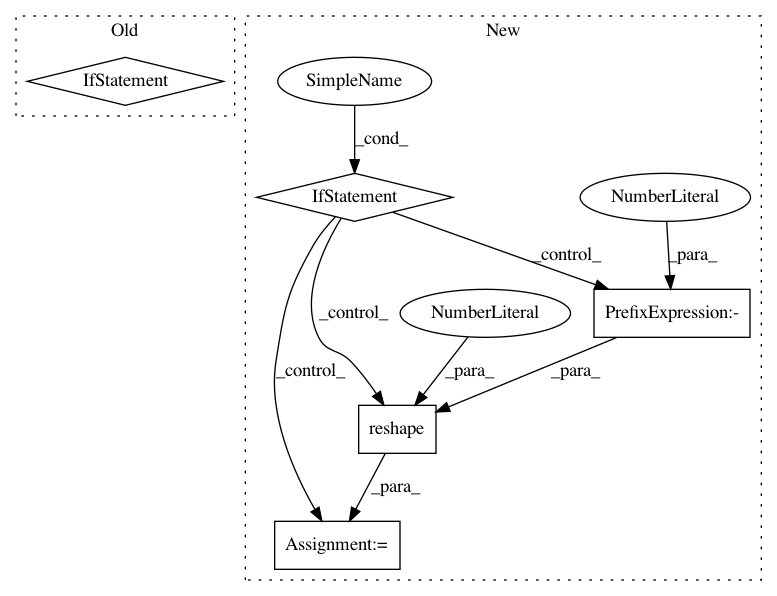 Old
New
IfStatement
SimpleName
_cond_
IfStatement
NumberLiteral
_control_
_para_
NumberLiteral
PrefixExpression:-
_control_
_control_
_para_
_para_
reshape
_para_
Assignment:=